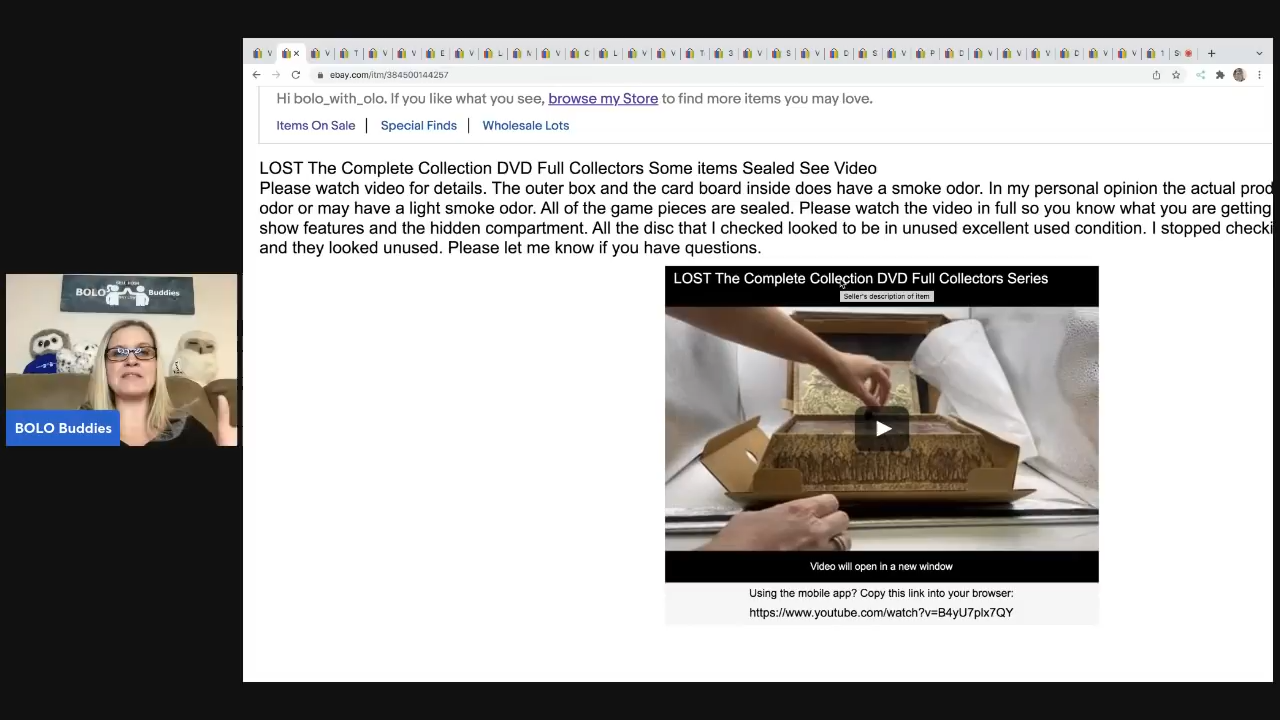 ebay.com/itm/384500144257
Hi bolo_with_olo. If you like what you see, browse my Store to find more items you may love.
Items On Sale | Special Finds | Wholesale Lots
LOST The Complete Collection DVD Full Collectors Some items Sealed See Video
Please watch video for details. The outer box and the card board inside does have a smoke odor. In my personal opinion the actual prod
odor or may have a light smoke odor. All of the game pieces are sealed. Please watch the video in full so you know what you are getting
show features and the hidden compartment. All the disc that I checked looked to be in unused excellent used condition. I stopped checki
and they looked unused. Please let me know if you have questions.
LOST The Complete Collection DVD Full Collectors Series
Seller's description of item
BOLO Buddies
BOLO Buddies
Video will open in a new window
Using the mobile app? Copy this link into your browser:
https://www.youtube.com/watch?v=B4yU7plx7QY